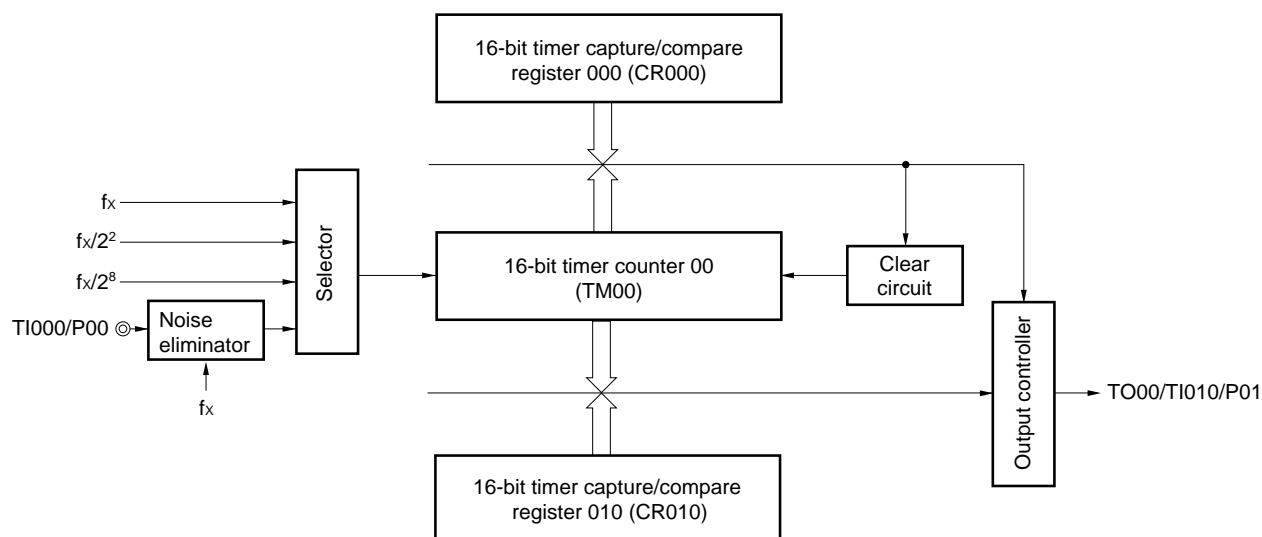 16-bit timer capture/compare
register 000 (CR000)
fX
fX/2²
fX/2⁸
TI000/P00
Noise
eliminator
fX
Selector
16-bit timer counter 00
(TM00)
Clear
circuit
Output controller
TO00/TI010/P01
16-bit timer capture/compare
register 010 (CR010)